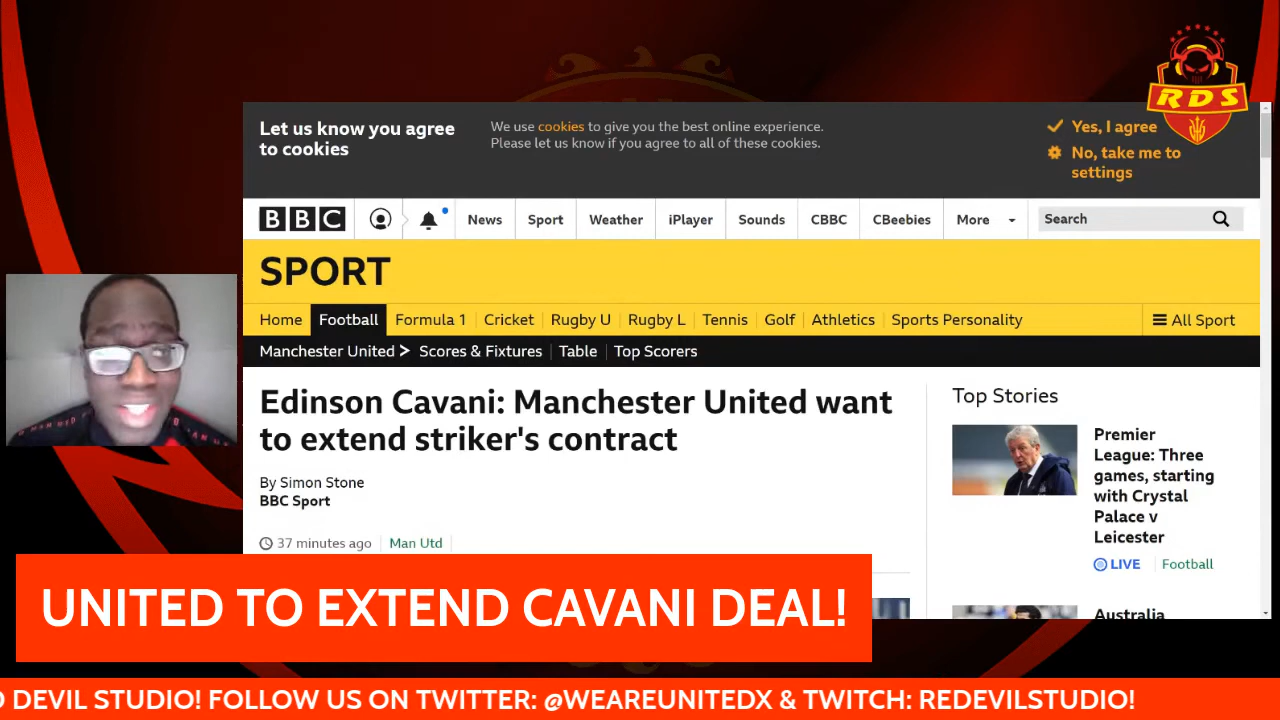 RDS
Let us know you agree
to cookies
We use cookies to give you the best online experience.
Please let us know if you agree to all of these cookies.
Yes, I agree
No, take me to
settings
BBC
News
Sport
Weather
iPlayer
Sounds
CBBC
CBeebies
More
Search
SPORT
Home
Football
Formula 1
Cricket
Rugby U
Rugby L
Tennis
Golf
Athletics
Sports Personality
All Sport
Manchester United
Scores & Fixtures
Table
Top Scorers
Edinson Cavani: Manchester United want
to extend striker's contract
By Simon Stone
BBC Sport
37 minutes ago
Man Utd
Top Stories
Premier
League: Three
games, starting
with Crystal
Palace v
Leicester
LIVE
Football
Australia
UNITED TO EXTEND CAVANI DEAL!
DEVIL STUDIO! FOLLOW US ON TWITTER: @WEAREUNITEDX & TWITCH: REDEVILSTUDIO!